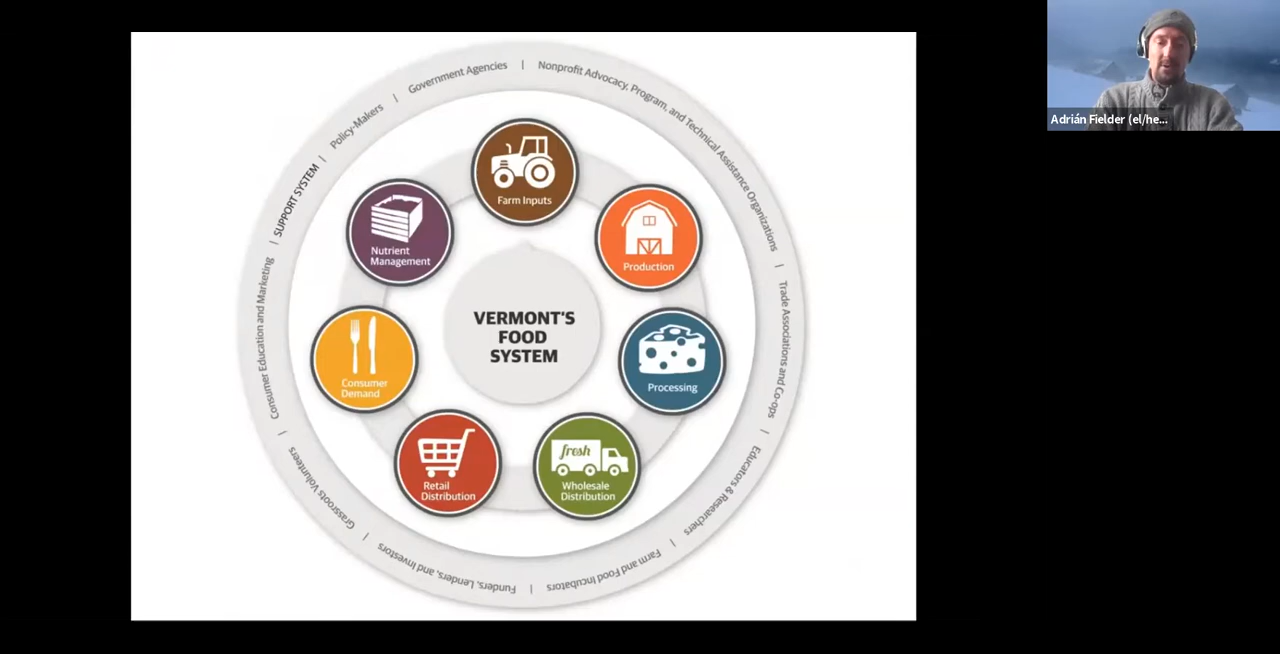 SUPPORT SYSTEM | Policy-Makers | Government Agencies | Nonprofit Advocacy, Program, and Technical Assistance Organizations | Trade Associations and Co-ops | Educators & Researchers | Farm and Food Incubators | Funders, Lenders, and Investors | Grassroots Volunteers | Consumer Education and Marketing |
Farm Inputs
Production
Processing
Wholesale
Distribution
fresh
Retail
Distribution
Consumer
Demand
Nutrient
Management
VERMONT'S
FOOD
SYSTEM
Adrián Fielder (el/he...